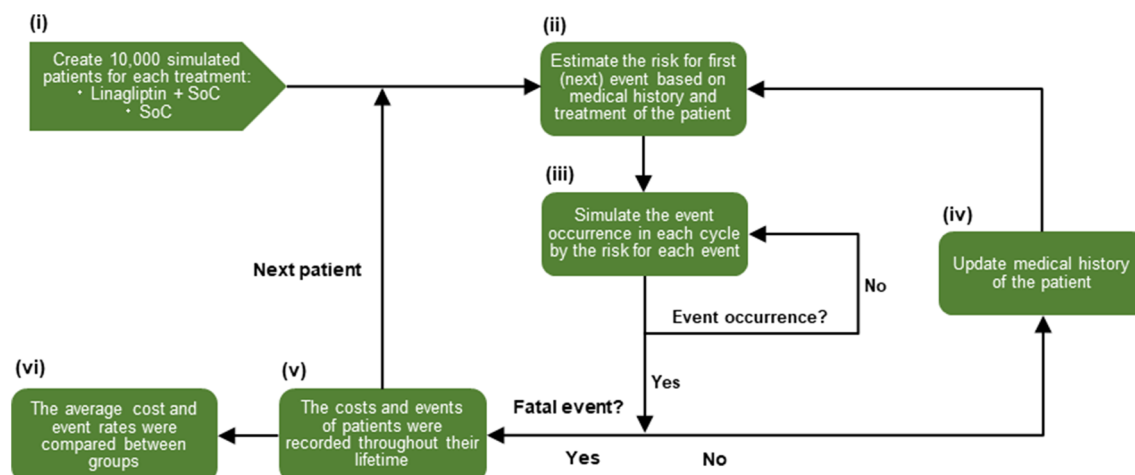 (i)
Create 10,000 simulated
patients for each treatment:
・ Linagliptin + SoC
・ SoC
(ii)
Estimate the risk for first
(next) event based on
medical history and
treatment of the patient
(iii)
Simulate the event
occurrence in each cycle
by the risk for each event
(iv)
Update medical history
of the patient
Next patient
No
Event occurrence?
Yes
(vi)
The average cost and
event rates were
compared between
groups
(v)
The costs and events
of patients were
recorded throughout their
lifetime
Fatal event?
Yes
No